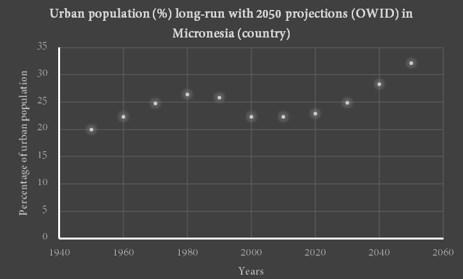 Urban population (%) long-run with 2050 projections (OWID) in
Micronesia (country)
35
30
25
20
15
10
5
0
Percentage of urban population
1940 1960 1980 2000 2020 2040 2060
Years